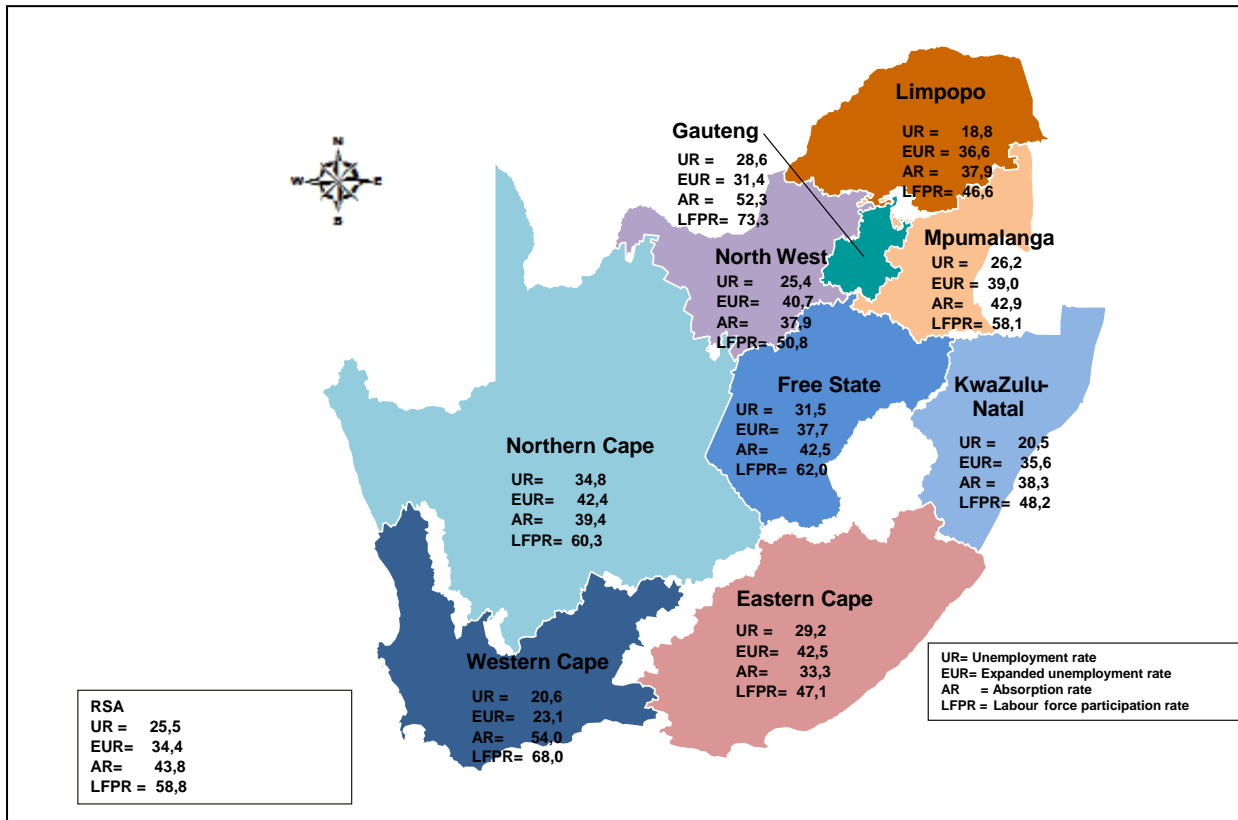 Limpopo
UR = 18,8
EUR = 36,6
AR = 37,9
LFPR= 46,6
Gauteng
UR = 28,6
EUR = 31,4
AR = 52,3
LFPR= 73,3
N
W E
S
Mpumalanga
UR = 26,2
EUR = 39,0
AR= 42,9
LFPR= 58,1
North West
UR = 25,4
EUR= 40,7
AR= 37,9
LFPR= 50,8
Free State
UR = 31,5
EUR= 37,7
AR = 42,5
LFPR= 62,0
KwaZulu-
Natal
UR = 20,5
EUR= 35,6
AR = 38,3
LFPR= 48,2
Northern Cape
UR= 34,8
EUR= 42,4
AR= 39,4
LFPR= 60,3
Eastern Cape
UR = 29,2
EUR= 42,5
AR= 33,3
LFPR= 47,1
Western Cape
UR = 20,6
EUR= 23,1
AR= 54,0
LFPR= 68,0
UR= Unemployment rate
EUR= Expanded unemployment rate
AR = Absorption rate
LFPR = Labour force participation rate
RSA
UR = 25,5
EUR= 34,4
AR= 43,8
LFPR = 58,8